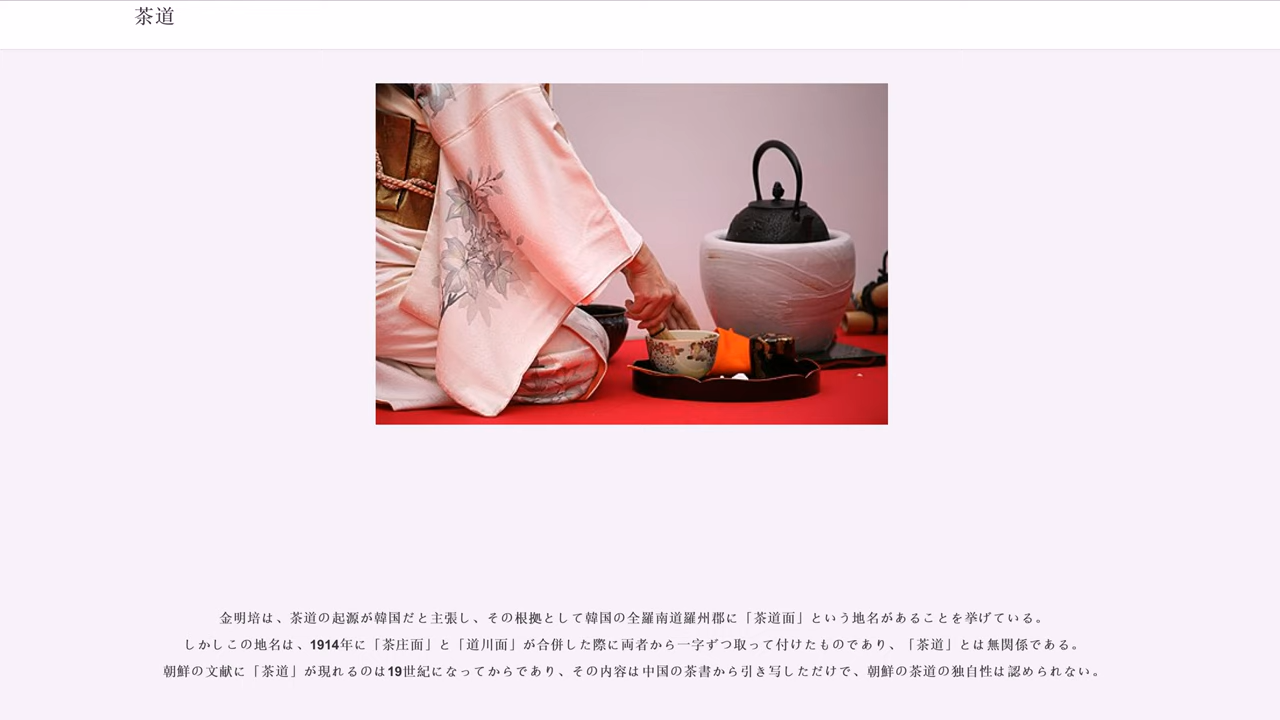 茶道
金明培は、茶道の起源が韓国だと主張し、その根拠として韓国の全羅南道羅州郡に「茶道面」という地名があることを挙げている。
しかしこの地名は、1914年に「茶庄面」と「道川面」が合併した際に両者から一字ずつ取って付けたものであり、「茶道」とは無関係である。
朝鮮の文献に「茶道」が現れるのは19世紀になってからであり、その内容は中国の茶書から引き写しただけで、朝鮮の茶道の独自性は認められない。